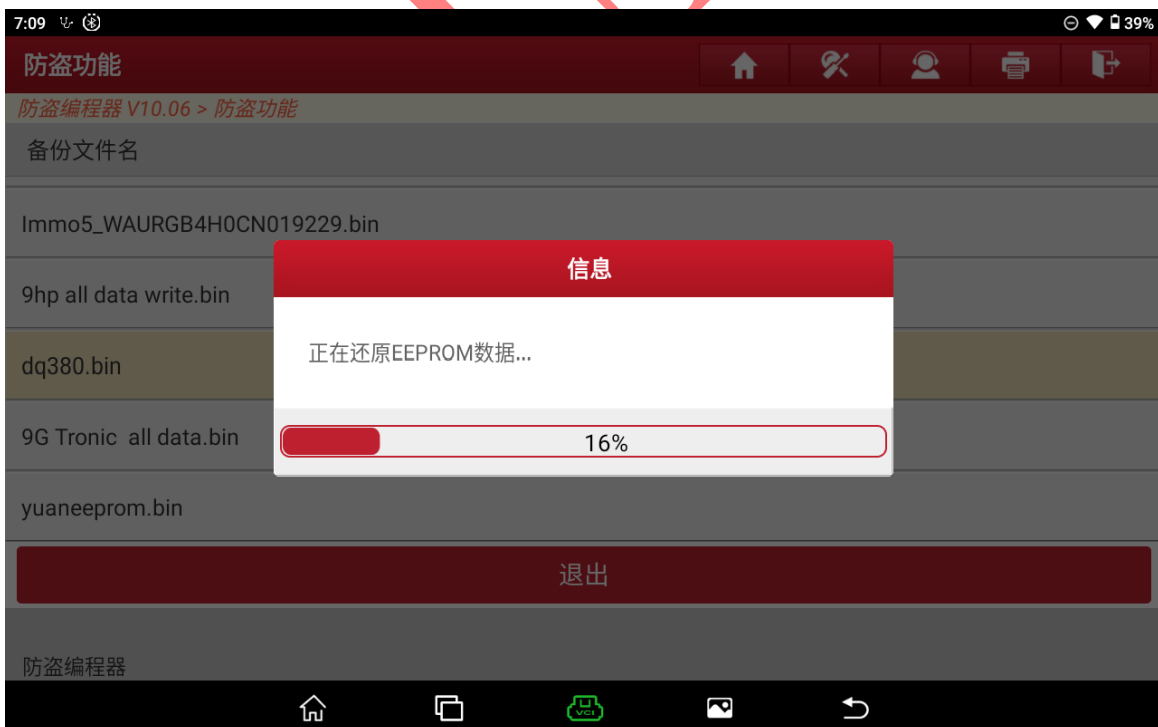 7:09
39%
防盗功能
防盗编程器 V10.06 > 防盗功能
备份文件名
Immo5_WAURGB4H0CN019229.bin
信息
9hp all data write.bin
正在还原EEPROM数据...
dq380.bin
9G Tronic all data.bin
16%
yuaneeprom.bin
退出
防盗编程器
VCI